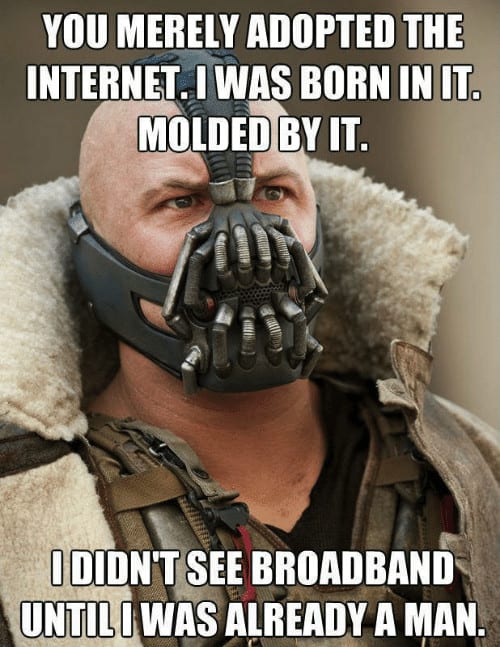 YOU MERELY ADOPTED THE
INTERNET. I WAS BORN IN IT.
MOLDED BY IT.
I DIDN'T SEE BROADBAND
UNTIL I WAS ALREADY A MAN.